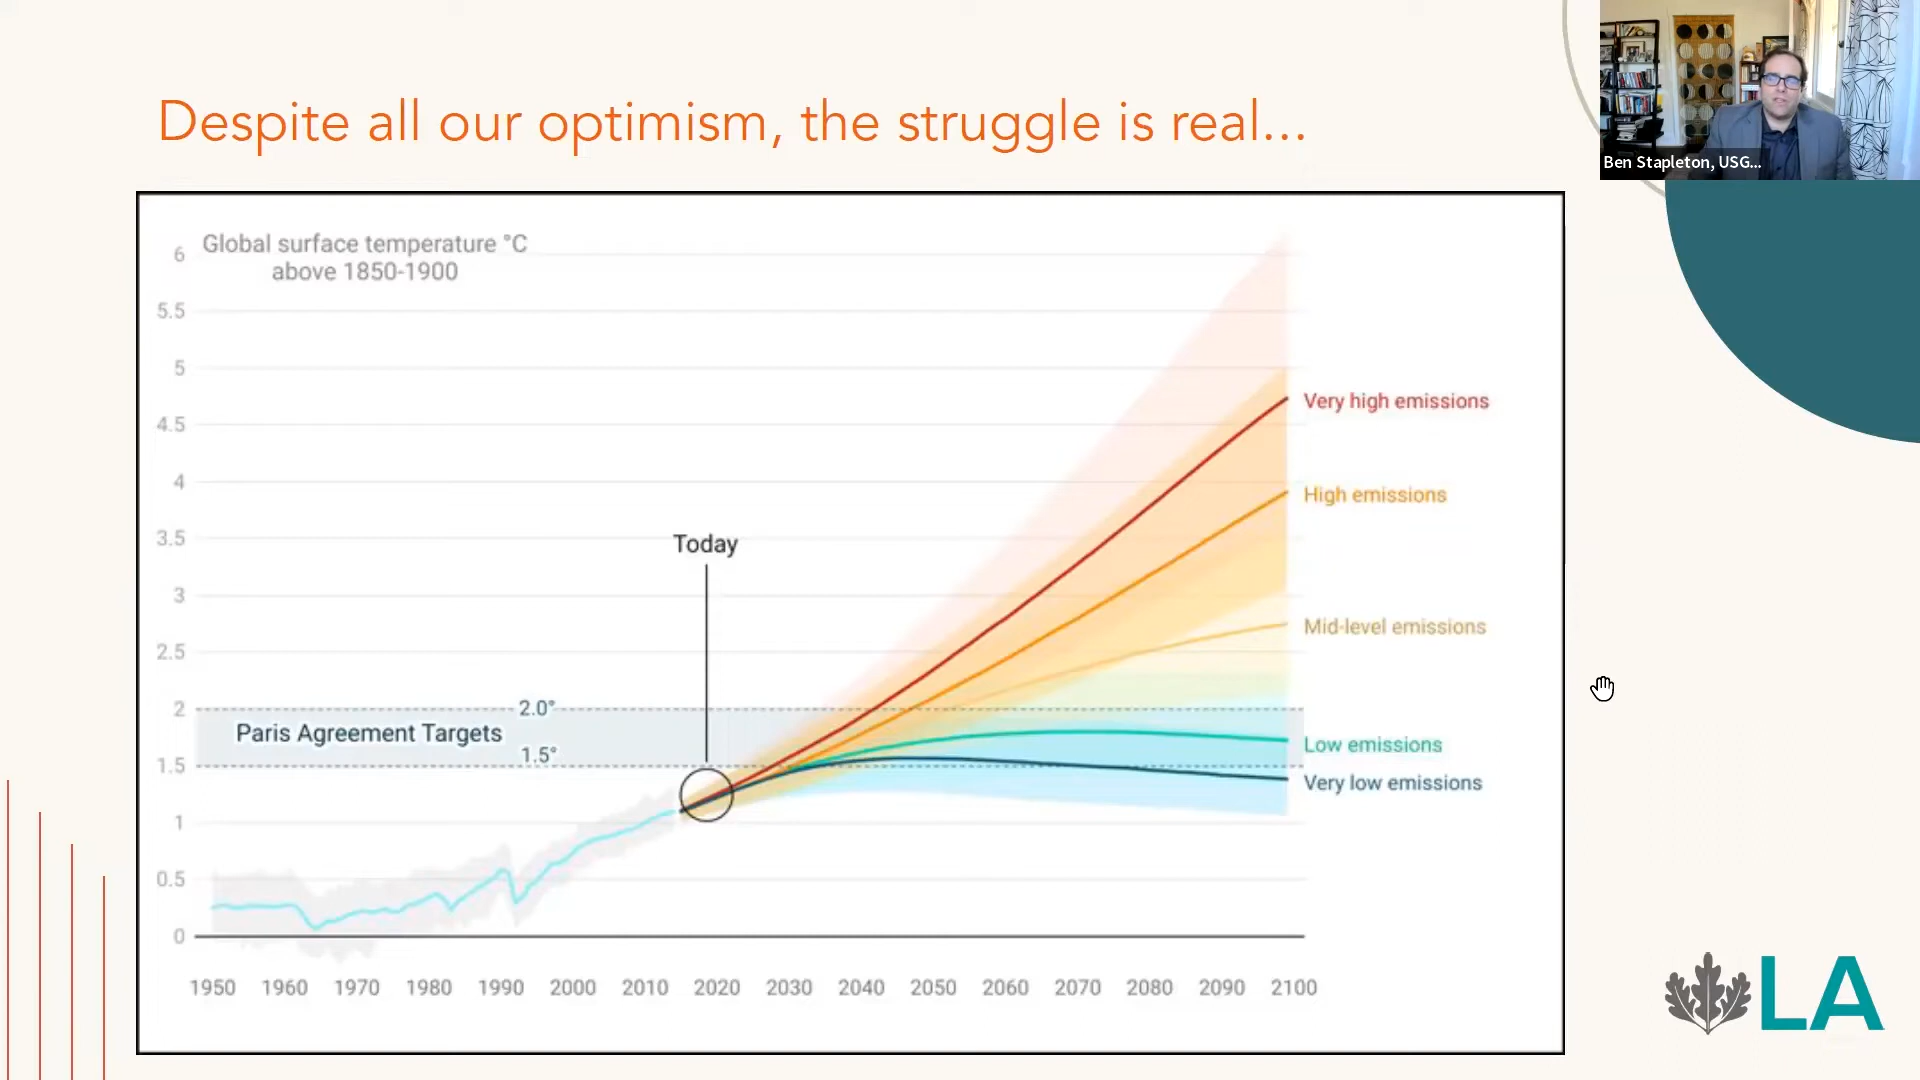 Despite all our optimism, the struggle is real...
Ben Stapleton, USG...
Global surface temperature °C
above 1850-1900
6
5.5
5
4.5
4
3.5
3
2.5
2
1.5
1
0.5
0
Today
2.0°
Paris Agreement Targets
1.5°
Very high emissions
High emissions
Mid-level emissions
Low emissions
Very low emissions
1950 1960 1970 1980 1990 2000 2010 2020 2030 2040 2050 2060 2070 2080 2090 2100
LA